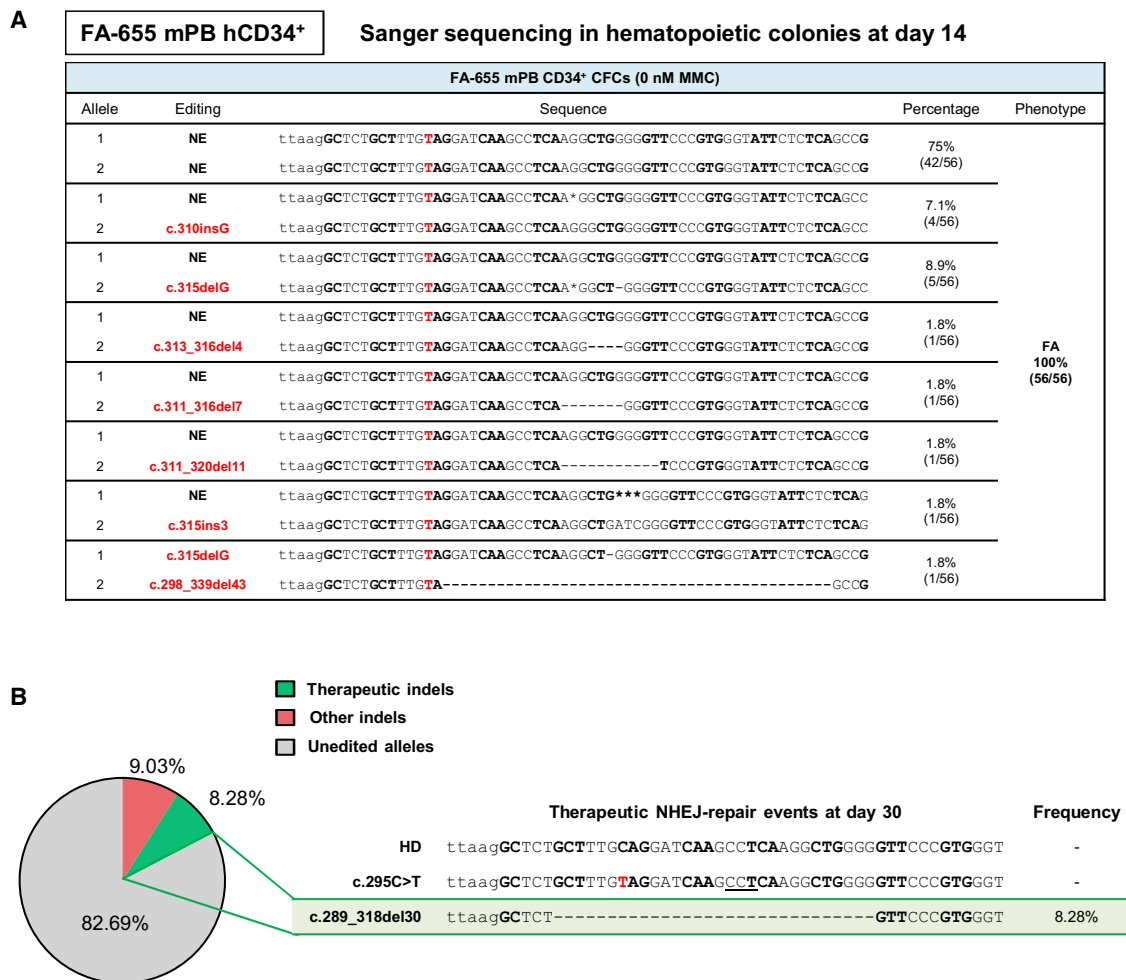 A
FA-655 mPB hCD34⁺
Sanger sequencing in hematopoietic colonies at day 14
FA-655 mPB CD34⁺ CFCs (0 nM MMC)
Allele Editing Sequence Percentage Phenotype
1 NE ttaagGCTCTGCTTTGTAGGATCAAGCCTCAAGGCTGGGGGTTCCCGTGGGTATTCTCTCAGCCG
75%
(42/56)
2 NE ttaagGCTCTGCTTTGTAGGATCAAGCCTCAAGGCTGGGGGTTCCCGTGGGTATTCTCTCAGCCG
1 NE ttaagGCTCTGCTTTGTAGGATCAAGCCTCAA*GGCTGGGGGTTCCCGTGGGTATTCTCTCAGCC
7.1%
(4/56)
2 c.310insG ttaagGCTCTGCTTTGTAGGATCAAGCCTCAAGGGCTGGGGGTTCCCGTGGGTATTCTCTCAGCC
1 NE ttaagGCTCTGCTTTGTAGGATCAAGCCTCAAGGCTGGGGGTTCCCGTGGGTATTCTCTCAGCCG
8.9%
(5/56)
2 c.315delG ttaagGCTCTGCTTTGTAGGATCAAGCCTCAA*GGCT-GGGGTTCCCGTGGGTATTCTCTCAGCC
1 NE ttaagGCTCTGCTTTGTAGGATCAAGCCTCAAGGCTGGGGGTTCCCGTGGGTATTCTCTCAGCCG
1.8%
(1/56)
2 c.313_316del4 ttaagGCTCTGCTTTGTAGGATCAAGCCTCAAGG----GGGTTCCCGTGGGTATTCTCTCAGCCG
FA
100%
(56/56)
1 NE ttaagGCTCTGCTTTGTAGGATCAAGCCTCAAGGCTGGGGGTTCCCGTGGGTATTCTCTCAGCCG
1.8%
(1/56)
2 c.311_316del7 ttaagGCTCTGCTTTGTAGGATCAAGCCTCA-------GGGTTCCCGTGGGTATTCTCTCAGCCG
1 NE ttaagGCTCTGCTTTGTAGGATCAAGCCTCAAGGCTGGGGGTTCCCGTGGGTATTCTCTCAGCCG
1.8%
(1/56)
2 c.311_320del11 ttaagGCTCTGCTTTGTAGGATCAAGCCTCA-----------TCCCGTGGGTATTCTCTCAGCCG
1 NE ttaagGCTCTGCTTTGTAGGATCAAGCCTCAAGGCTG***GGGGTTCCCGTGGGTATTCTCTCAG
1.8%
(1/56)
2 c.315ins3 ttaagGCTCTGCTTTGTAGGATCAAGCCTCAAGGCTGATCGGGGTTCCCGTGGGTATTCTCTCAG
1 c.315delG ttaagGCTCTGCTTTGTAGGATCAAGCCTCAAGGCT-GGGGTTCCCGTGGGTATTCTCTCAGCCG
1.8%
(1/56)
2 c.298_339del43 ttaagGCTCTGCTTTGTA-------------------------------------------GCCG
B
Therapeutic indels
Other indels
Unedited alleles
9.03%
8.28%
82.69%
Therapeutic NHEJ-repair events at day 30 Frequency
HD ttaagGCTCTGCTTTGCAGGATCAAGCCTCAAGGCTGGGGGTTCCCGTGGGT -
c.295C>T ttaagGCTCTGCTTTGTAGGATCAAGCCTCAAGGCTGGGGGTTCCCGTGGGT -
c.289_318del30 ttaagGCTCT------------------------------GTTCCCGTGGGT 8.28%